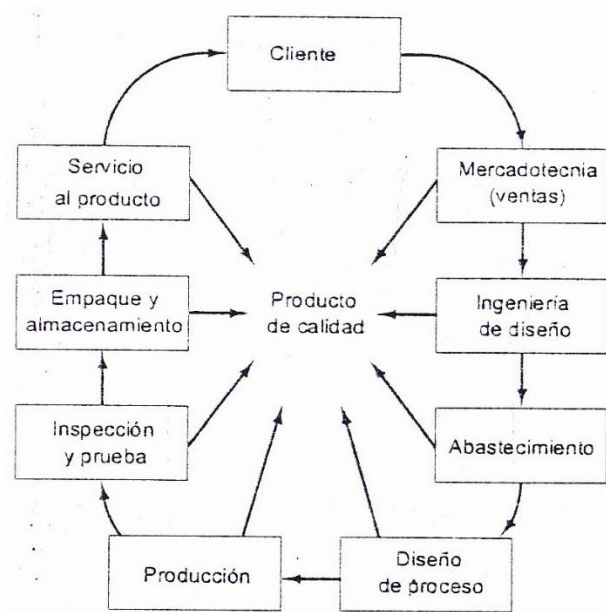 Cliente
Mercadotecnia
(ventas)
Ingeniería
de diseño
Abastecimiento
Diseño
de proceso
Producción
Inspección
y prueba
Empaque y
almacenamiento
Servicio
al producto
Producto
de calidad